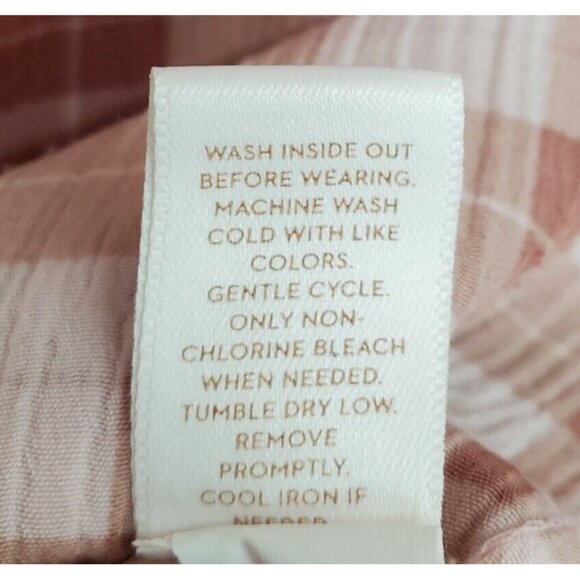 WASH INSIDE OUT
BEFORE WEARING.
MACHINE WASH
COLD WITH LIKE
COLORS.
GENTLE CYCLE.
ONLY NON-
CHLORINE BLEACH
WHEN NEEDED.
TUMBLE DRY LOW.
REMOVE
PROMPTLY.
COOL IRON IF
NEEDED